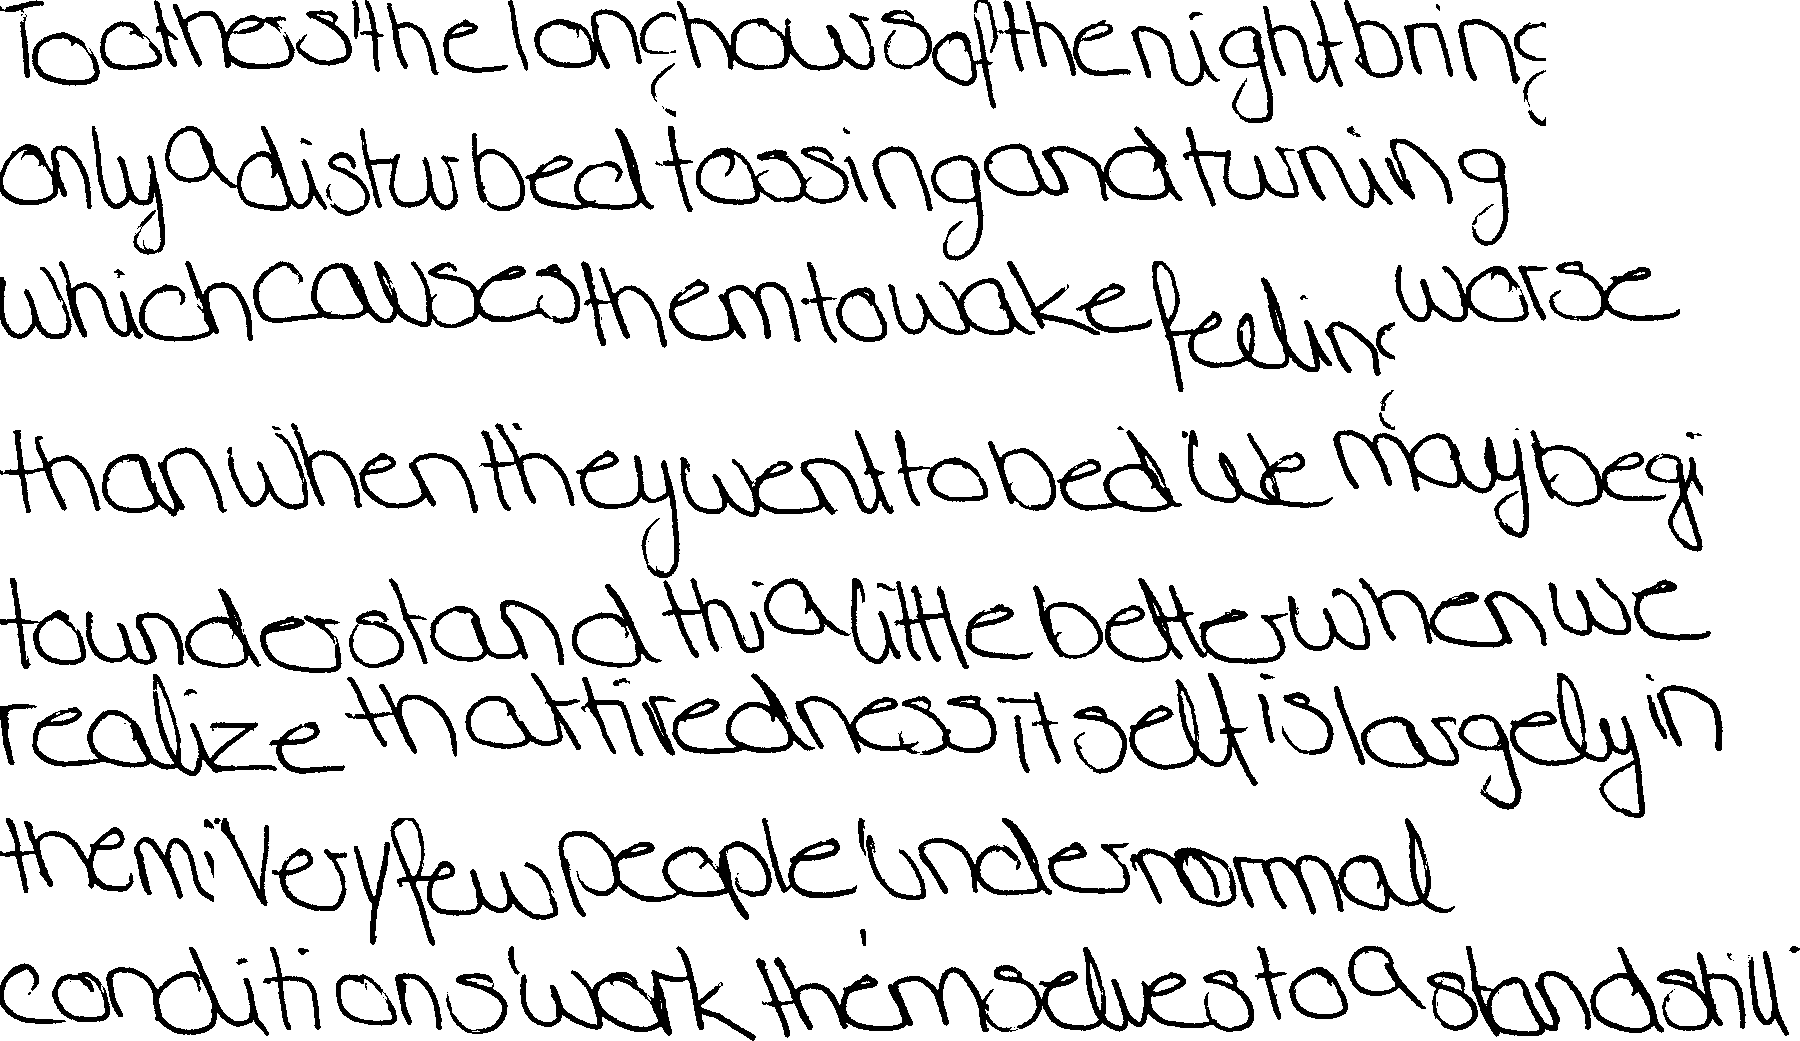 To others the long hours of the night bring
only a disturbed tossing and turning
which causes them to wake feeling worse
than when they went to bed we may begi
to understand thi a little better when we
realize that tiredness itself is largely in
the mi Very few people under normal
conditions work themselves to a standstill